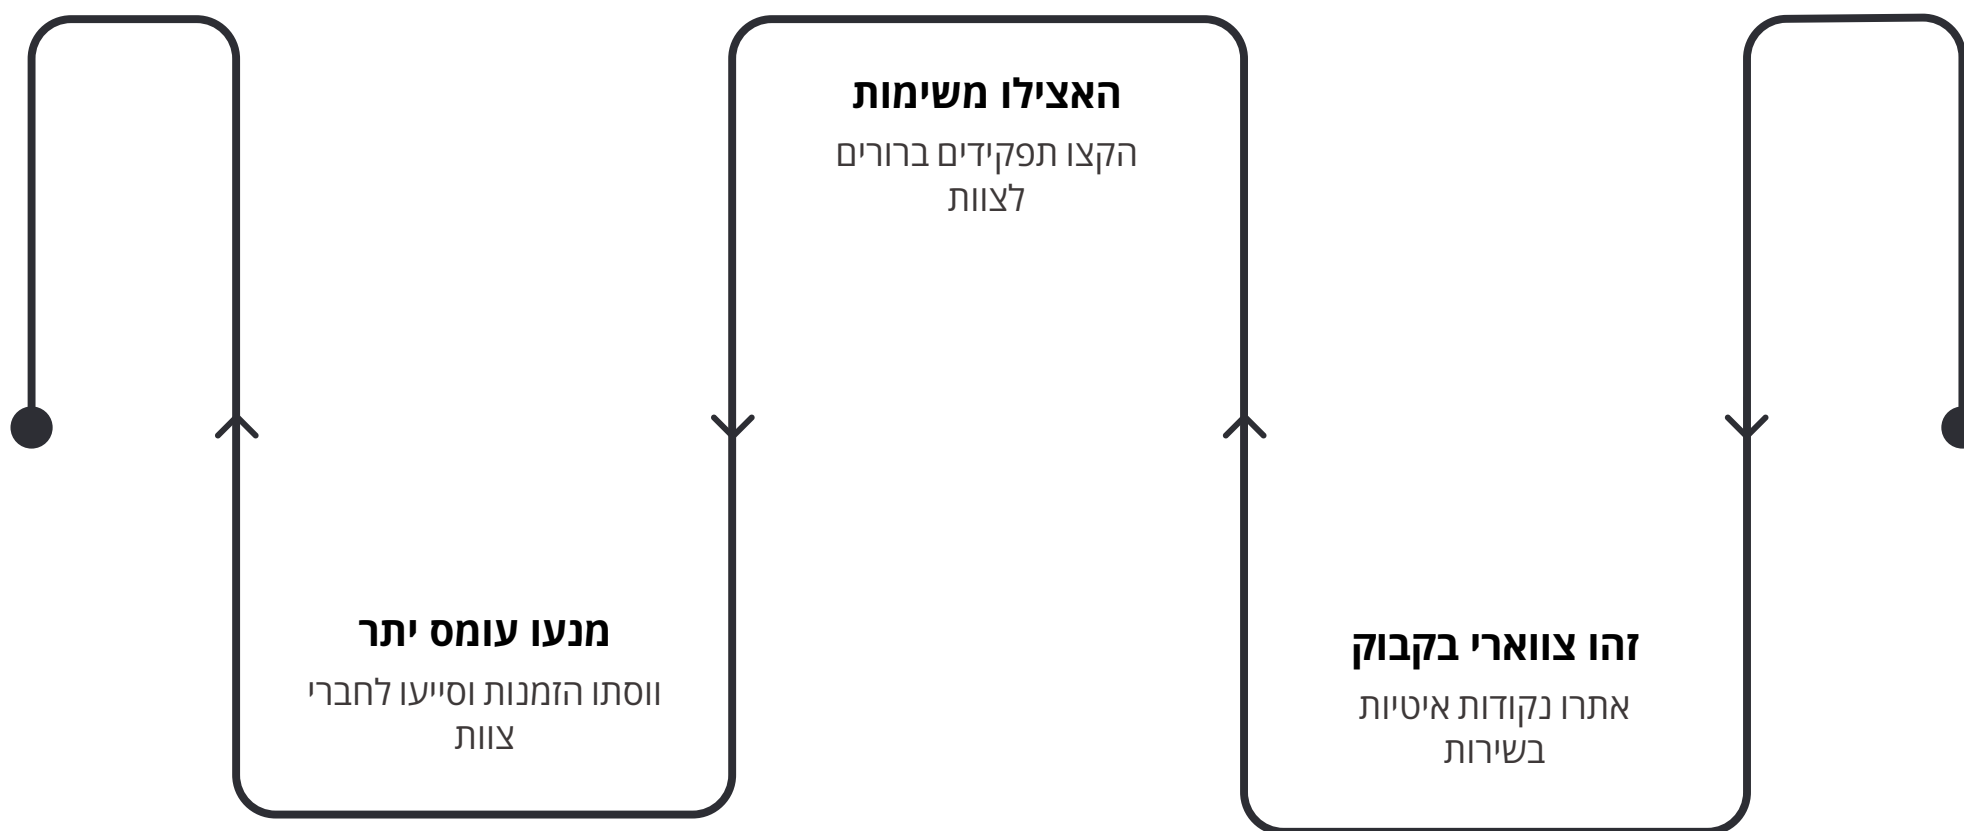 זהו צווארי בקבוק
אתרו נקודות איטיות
בשירות
האצילו משימות
הקצו תפקידים ברורים
לצוות
מנעו עומס יתר
ווסתו הזמנות וסייעו לחברי
צוות